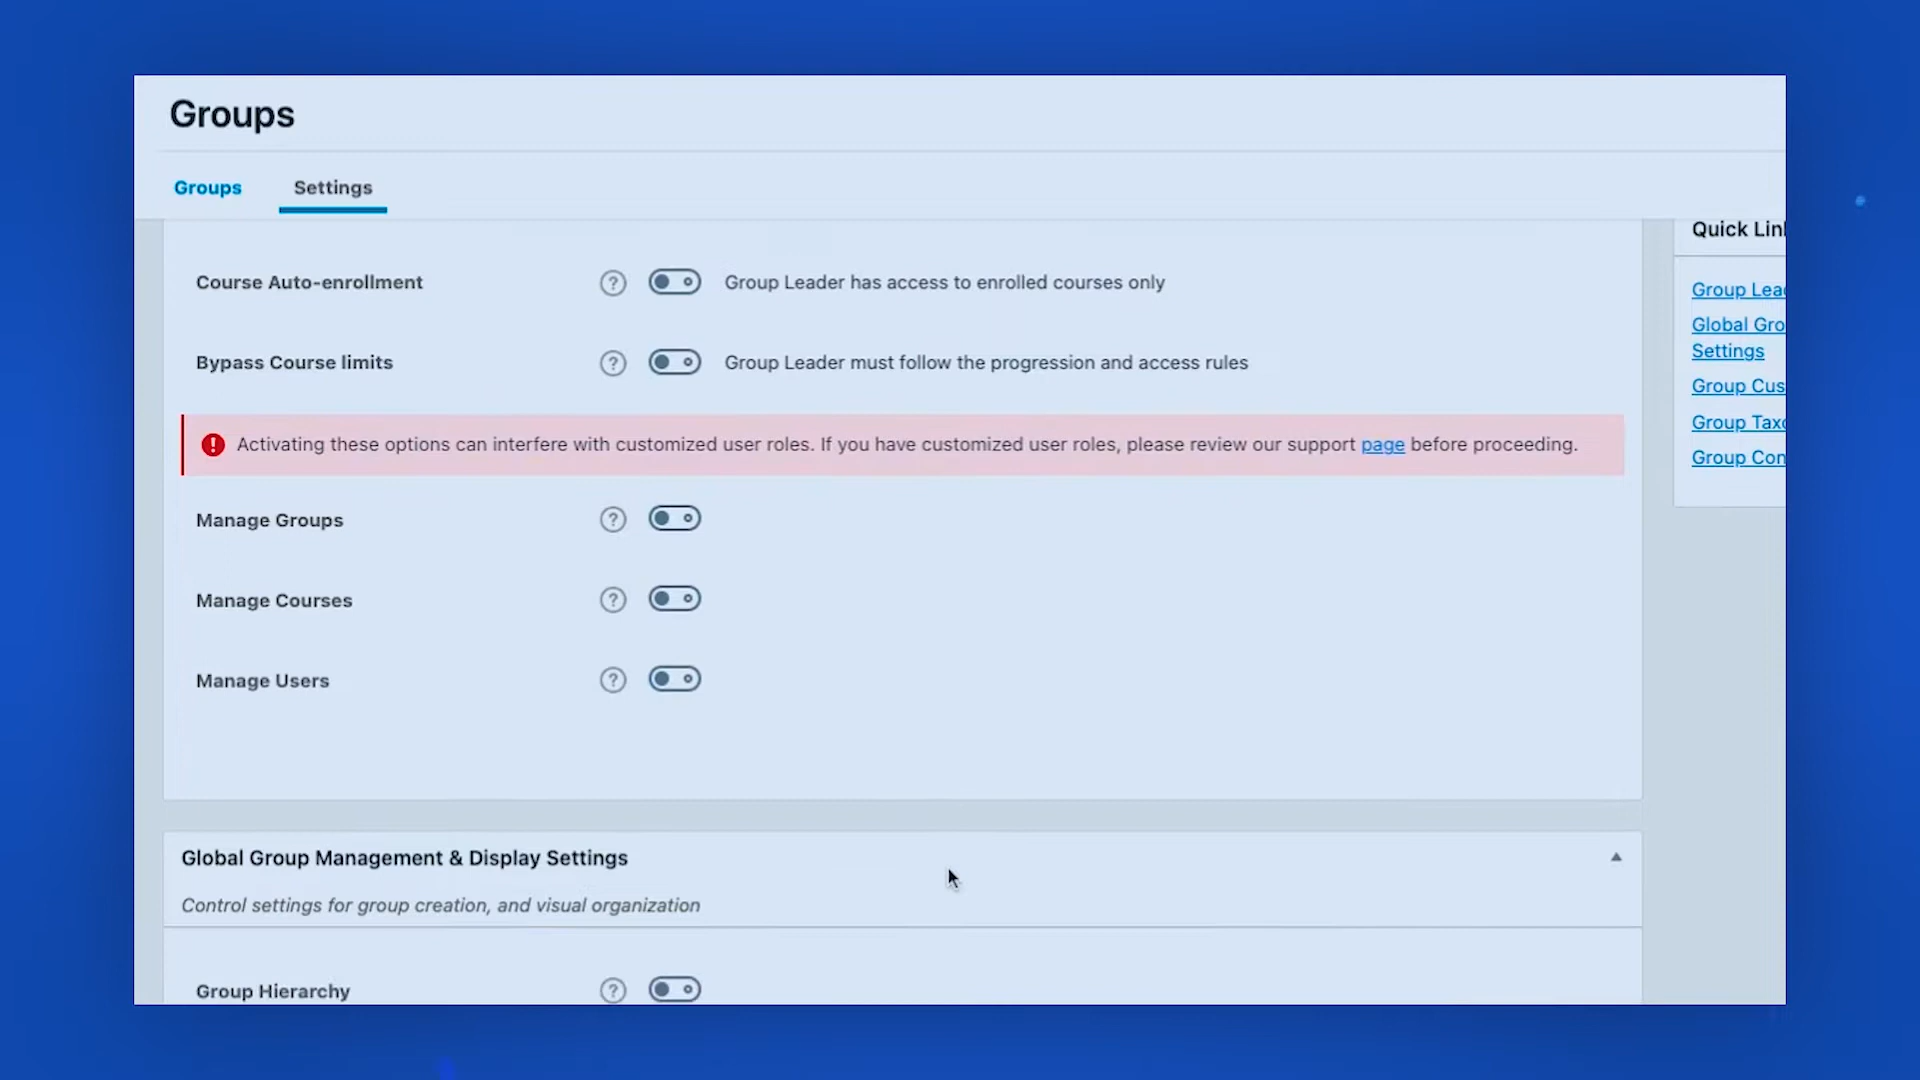 Groups
Groups Settings
Quick Lin
Course Auto-enrollment ? Group Leader has access to enrolled courses only
Group Lea
Global Gro
Settings
Bypass Course limits ? Group Leader must follow the progression and access rules
Group Cus
Group Taxo
Group Con
! Activating these options can interfere with customized user roles. If you have customized user roles, please review our support page before proceeding.
Manage Groups ?
Manage Courses ?
Manage Users ?
Global Group Management & Display Settings
Control settings for group creation, and visual organization
Group Hierarchy ?